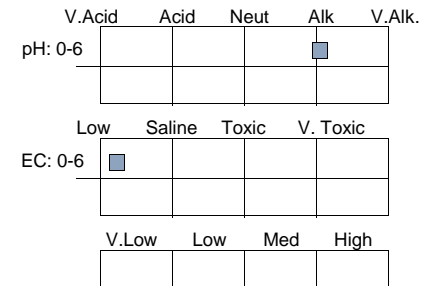 V.Acid Acid Neut Alk V.Alk.
pH: 0-6
Low Saline Toxic V. Toxic
EC: 0-6
V.Low Low Med High